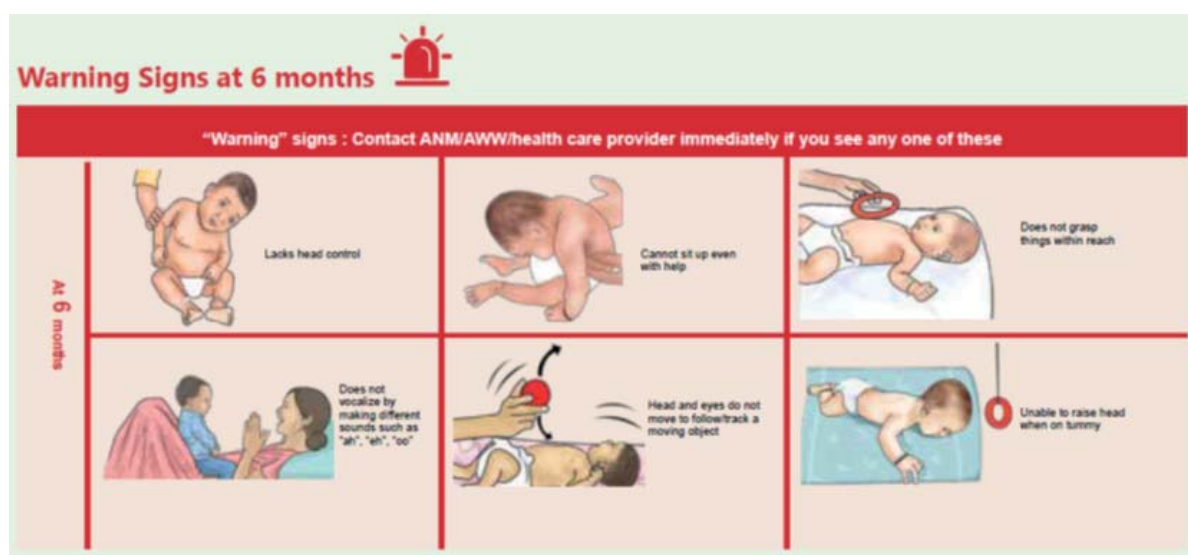 Warning Signs at 6 months
“Warning” signs : Contact ANM/AWW/health care provider immediately if you see any one of these
At 6 months
Lacks head control
Cannot sit up even
with help
Does not grasp
things within reach
Does not
vocalize by
making different
sounds such as
"ah", "eh", "oo"
Head and eyes do not
move to follow/track a
moving object
Unable to raise head
when on tummy